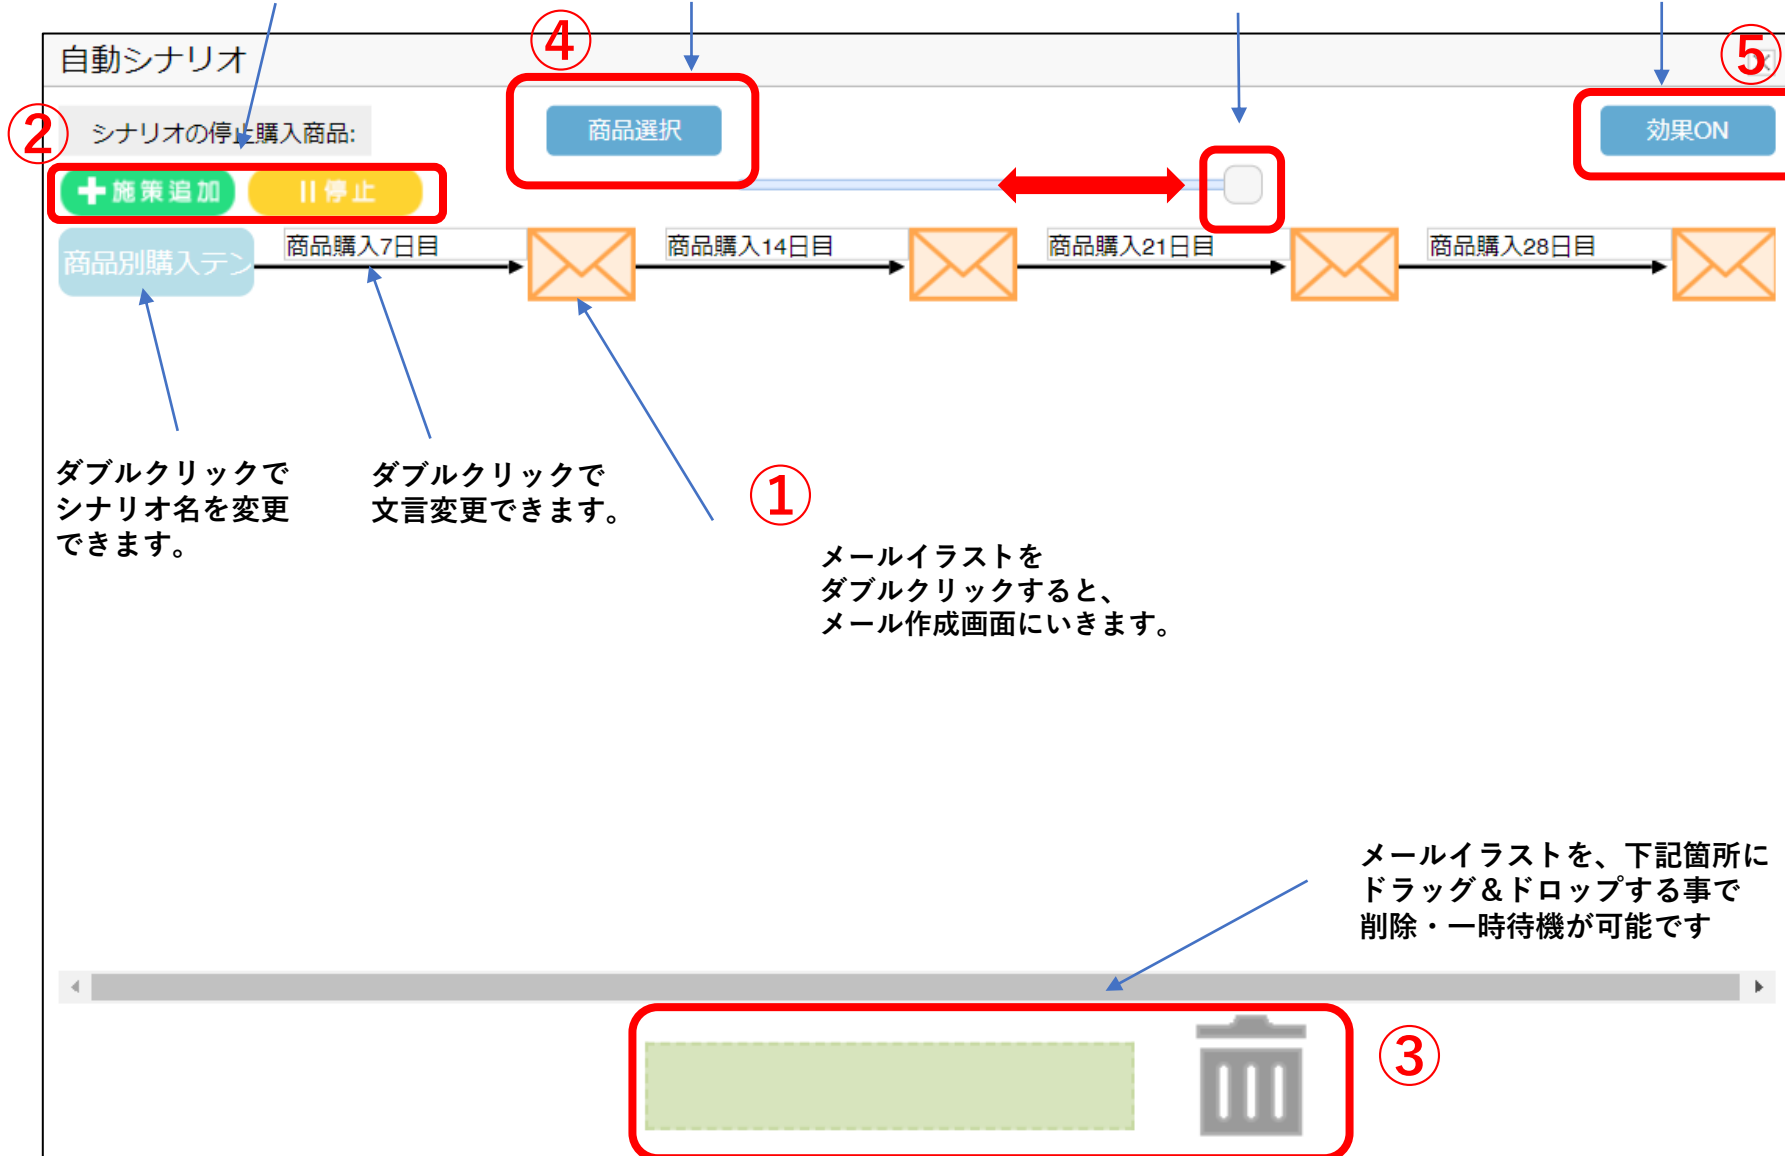 ④
⑤
自動シナリオ
②
シナリオの停止購入商品:
商品選択
効果ON
施策追加
停止
商品別購入テン
商品購入7日目
商品購入14日目
商品購入21日目
商品購入28日目
ダブルクリックで
シナリオ名を変更
できます。
ダブルクリックで
文言変更できます。
①
メールイラストを
ダブルクリックすると、
メール作成画面にいきます。
メールイラストを、下記箇所に
ドラッグ&ドロップする事で
削除・一時待機が可能です
③